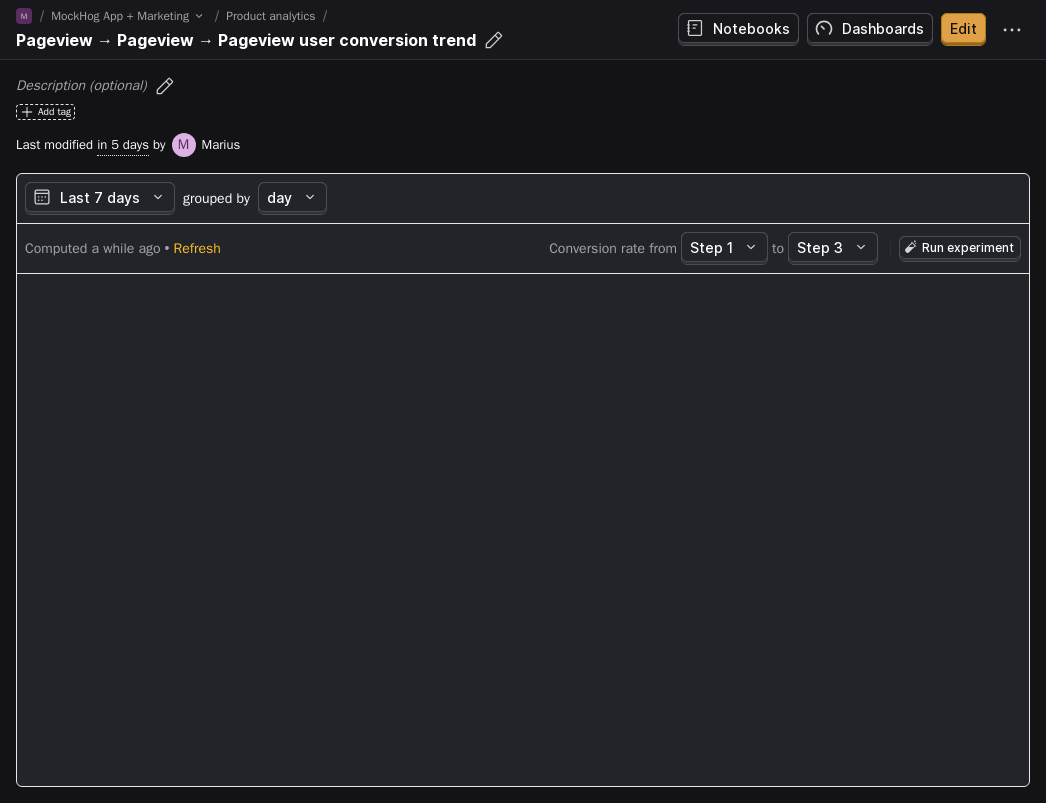 M / MockHog App + Marketing / Product analytics /
Pageview → Pageview → Pageview user conversion trend
Notebooks
Dashboards
Edit
Description (optional)
Add tag
Last modified in 5 days by M Marius
Last 7 days grouped by day
Computed a while ago • Refresh
Conversion rate from Step 1 to Step 3
Run experiment